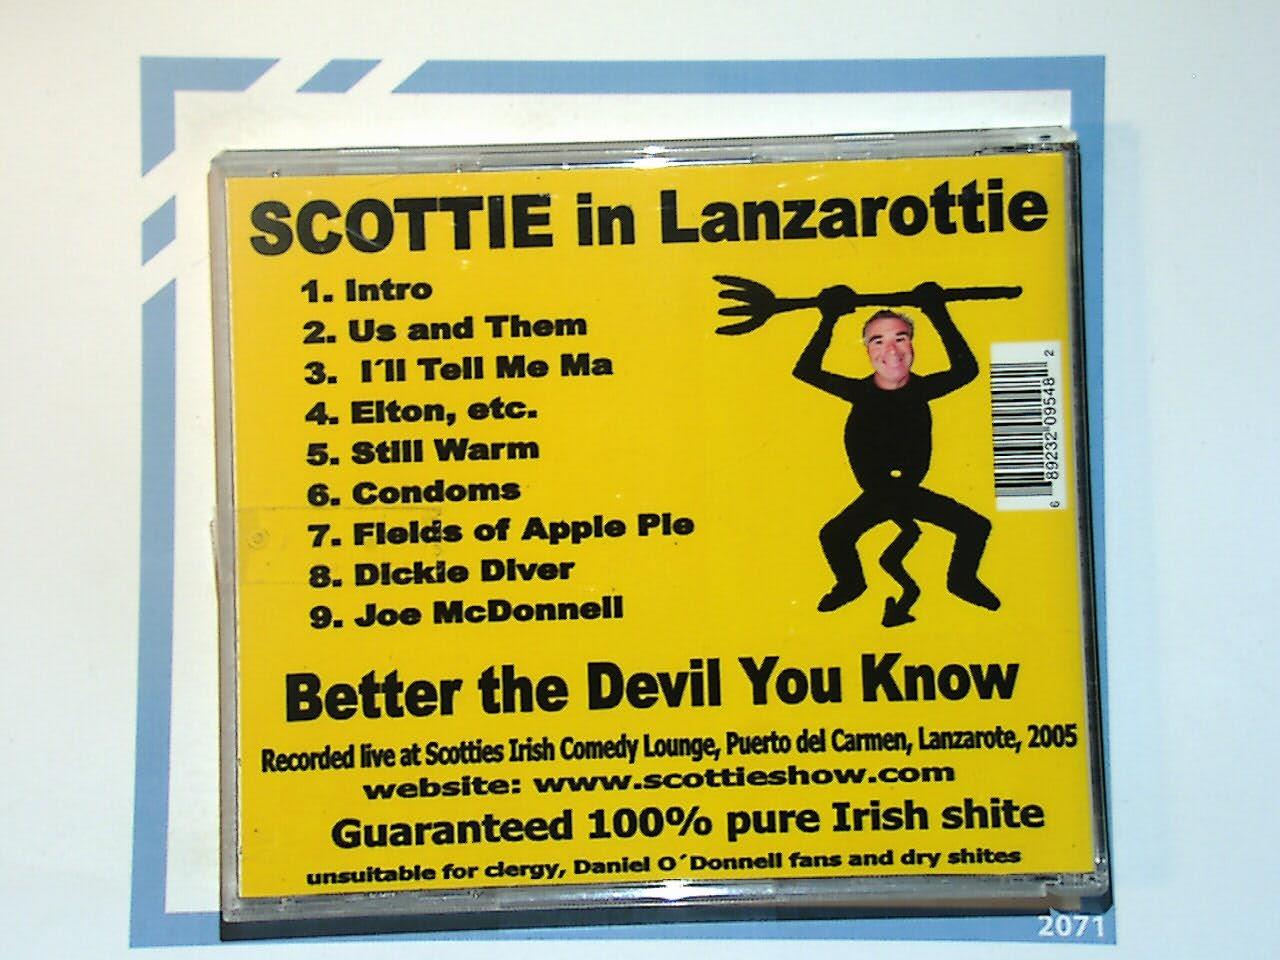 SCOTTIE in Lanzarottie
1. Intro
2. Us and Them
3. I´ll Tell Me Ma
4. Elton, etc.
5. Still Warm
6. Condoms
7. Fields of Apple Pie
8. Dickie Diver
9. Joe McDonnell
6 89232 09548 2
Better the Devil You Know
Recorded live at Scotties Irish Comedy Lounge, Puerto del Carmen, Lanzarote, 2005
website: www.scottieshow.com
Guaranteed 100% pure Irish shite
unsuitable for clergy, Daniel O´Donnell fans and dry shites
2071